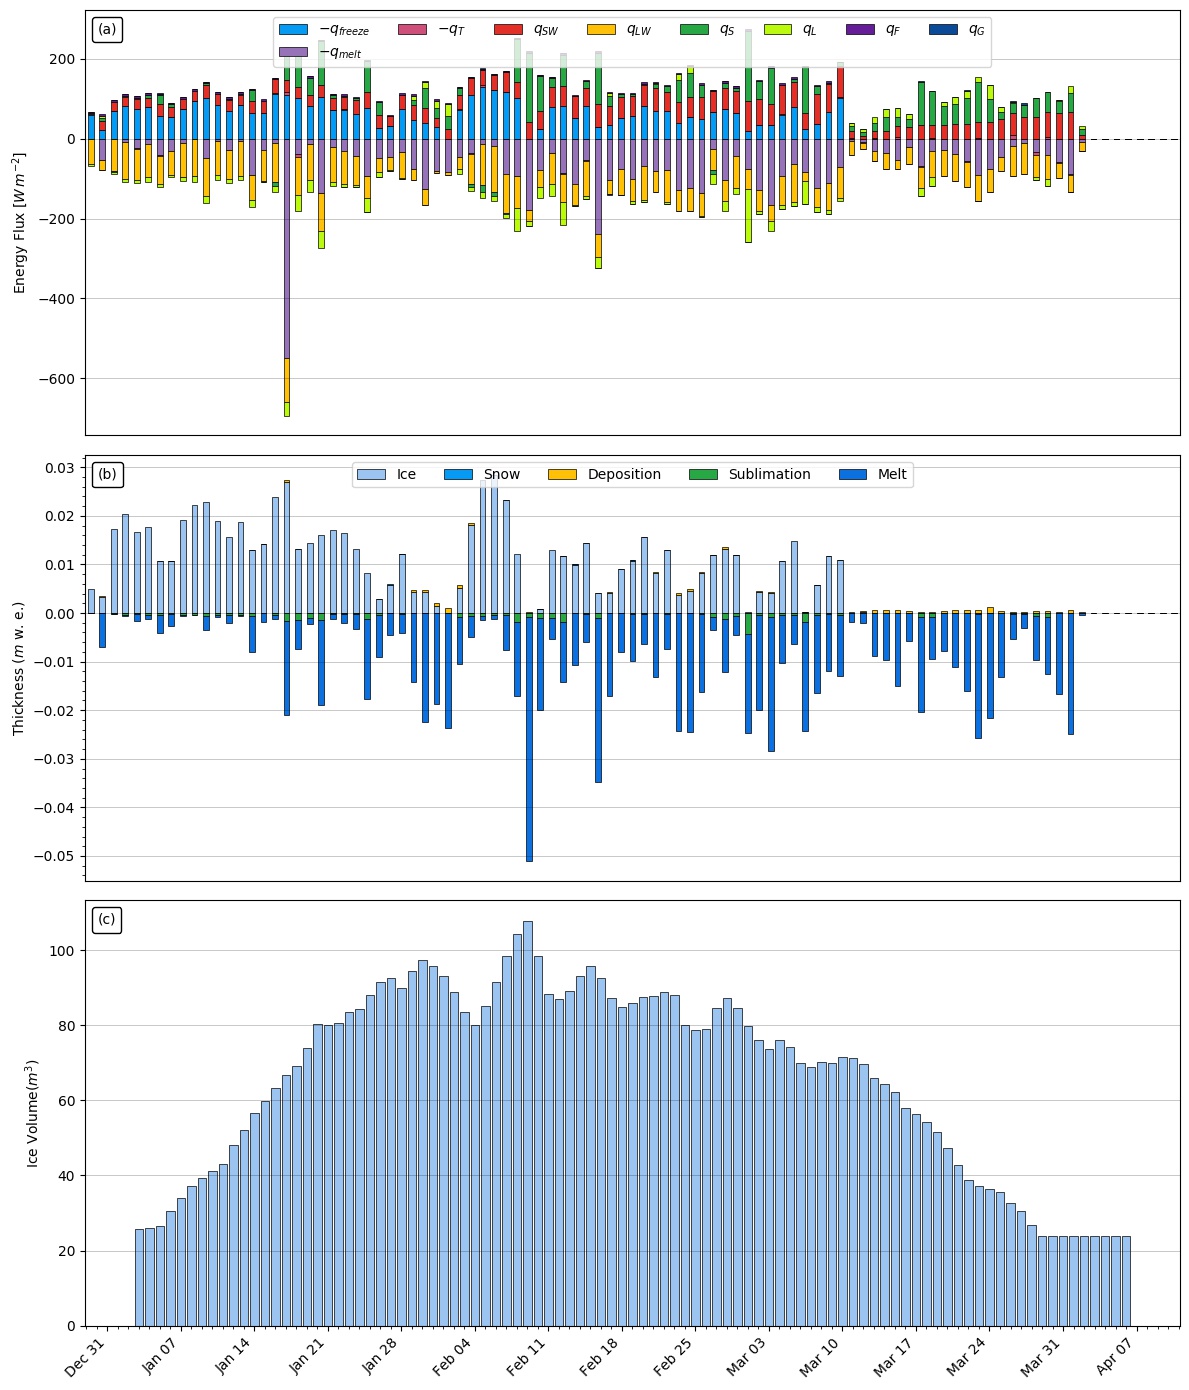 (a)
−q_freeze −q_T q_SW q_LW q_S q_L q_F q_G
−q_melt
200
0
−200
−400
−600
Energy Flux [W m⁻²]
(b)
Ice Snow Deposition Sublimation Melt
0.03
0.02
0.01
0.00
−0.01
−0.02
−0.03
−0.04
−0.05
Thickness (m w. e.)
(c)
100
80
60
40
20
0
Ice Volume(m³)
Dec 31 Jan 07 Jan 14 Jan 21 Jan 28 Feb 04 Feb 11 Feb 18 Feb 25 Mar 03 Mar 10 Mar 17 Mar 24 Mar 31 Apr 07